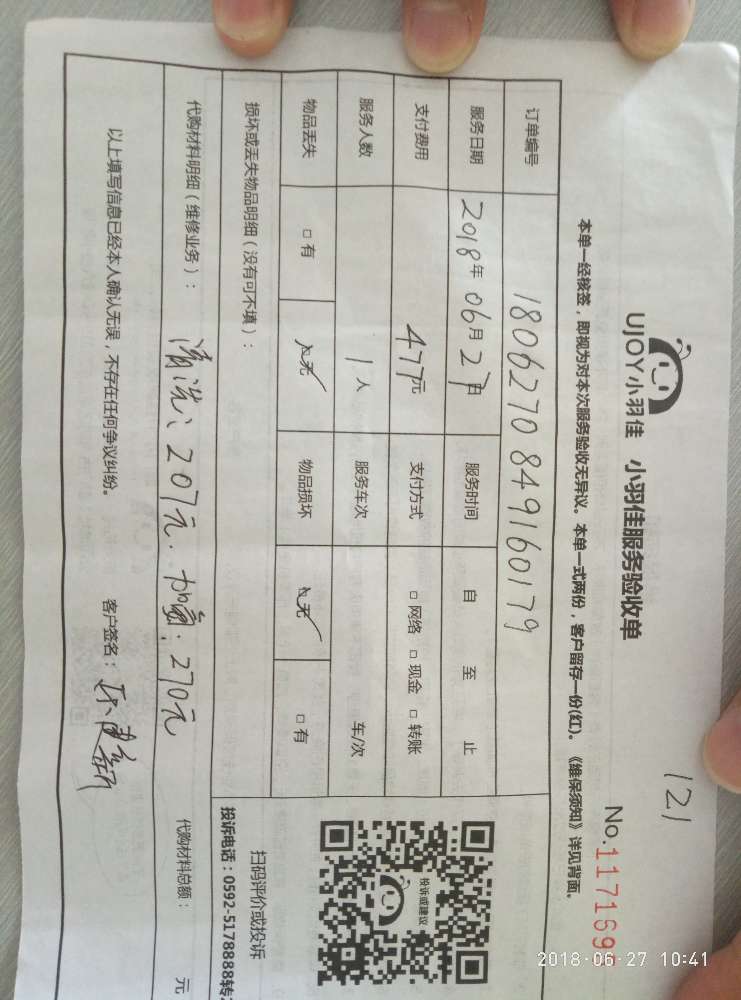 121
UJOY小羽佳 小羽佳服务验收单
No.117169
本单一经核签，即视为对本次服务验收无异议。本单一式两份，客户留存一份(红)。《维保须知》详见背面。
订单编号 1806270849160179
服务日期 2018年06月27日 服务时间 自 至 止
支付费用 477元 支付方式 □ 网络 □ 现金 □ 转账
服务人数 1人 服务车次 车/次
物品丢失 □ 有 无 物品损坏 无 □ 有
损坏或丢失物品明细（没有可不填）：
投诉或建议
扫码评价或投诉
投诉电话：0592-5178888转
代购材料明细（维修业务）： 清洗：207元. 加氟：270元 代购材料总额： 元
以上填写信息已经本人确认无误，不存在任何争议纠纷。 客户签名：
2018-06-27 10:41